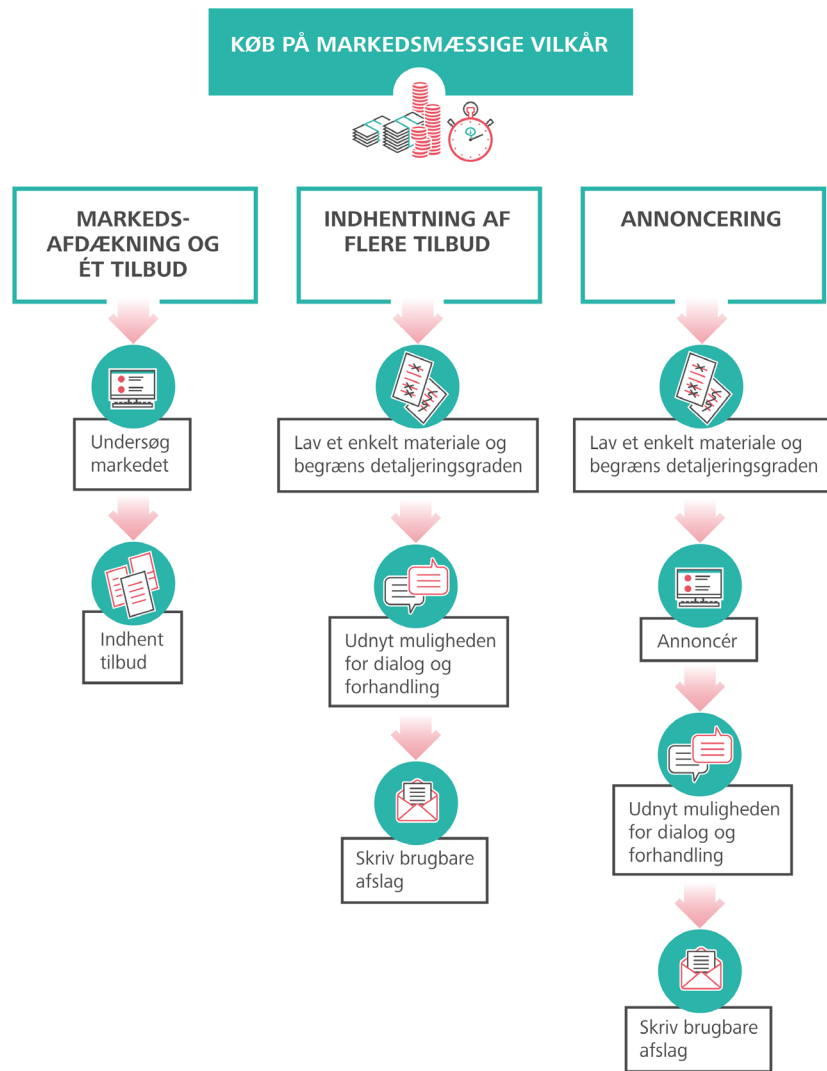 KØB PÅ MARKEDSMÆSSIGE VILKÅR
MARKEDS-
AFDÆKNING OG
ÉT TILBUD
Undersøg
markedet
Indhent
tilbud
INDHENTNING AF
FLERE TILBUD
Lav et enkelt materiale og
begræns detaljeringsgraden
Udnyt muligheden
for dialog og
forhandling
Skriv brugbare
afslag
ANNONCERING
Lav et enkelt materiale og
begræns detaljeringsgraden
Annoncér
Udnyt muligheden
for dialog og
forhandling
Skriv brugbare
afslag